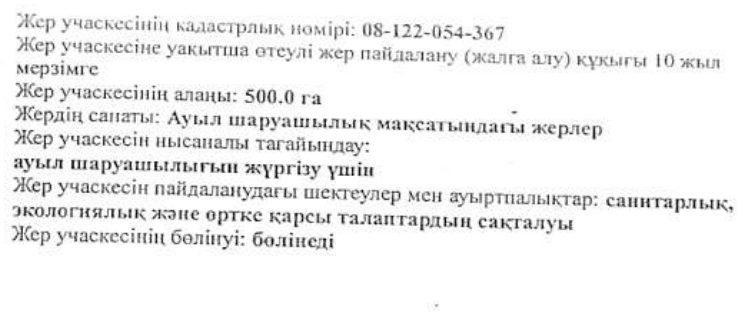 Жер учаскесінің кадастрлық нөмірі: 08-122-054-367
Жер учаскесіне уақытша өтеулі жер пайдалану (жалға алу) құқығы 10 жыл
мерзімге
Жер учаскесінің алаңы: 500.0 га
Жердің санаты: Ауыл шаруашылық мақсатындағы жерлер
Жер учаскесін нысаналы тағайындау:
ауыл шаруашылығын жүргізу үшін
Жер учаскесін пайдаланудағы шектеулер мен ауыртпалықтар: санитарлық,
экологиялық және өртке қарсы талаптардың сақталуы
Жер учаскесінің бөлінуі: бөлінеді